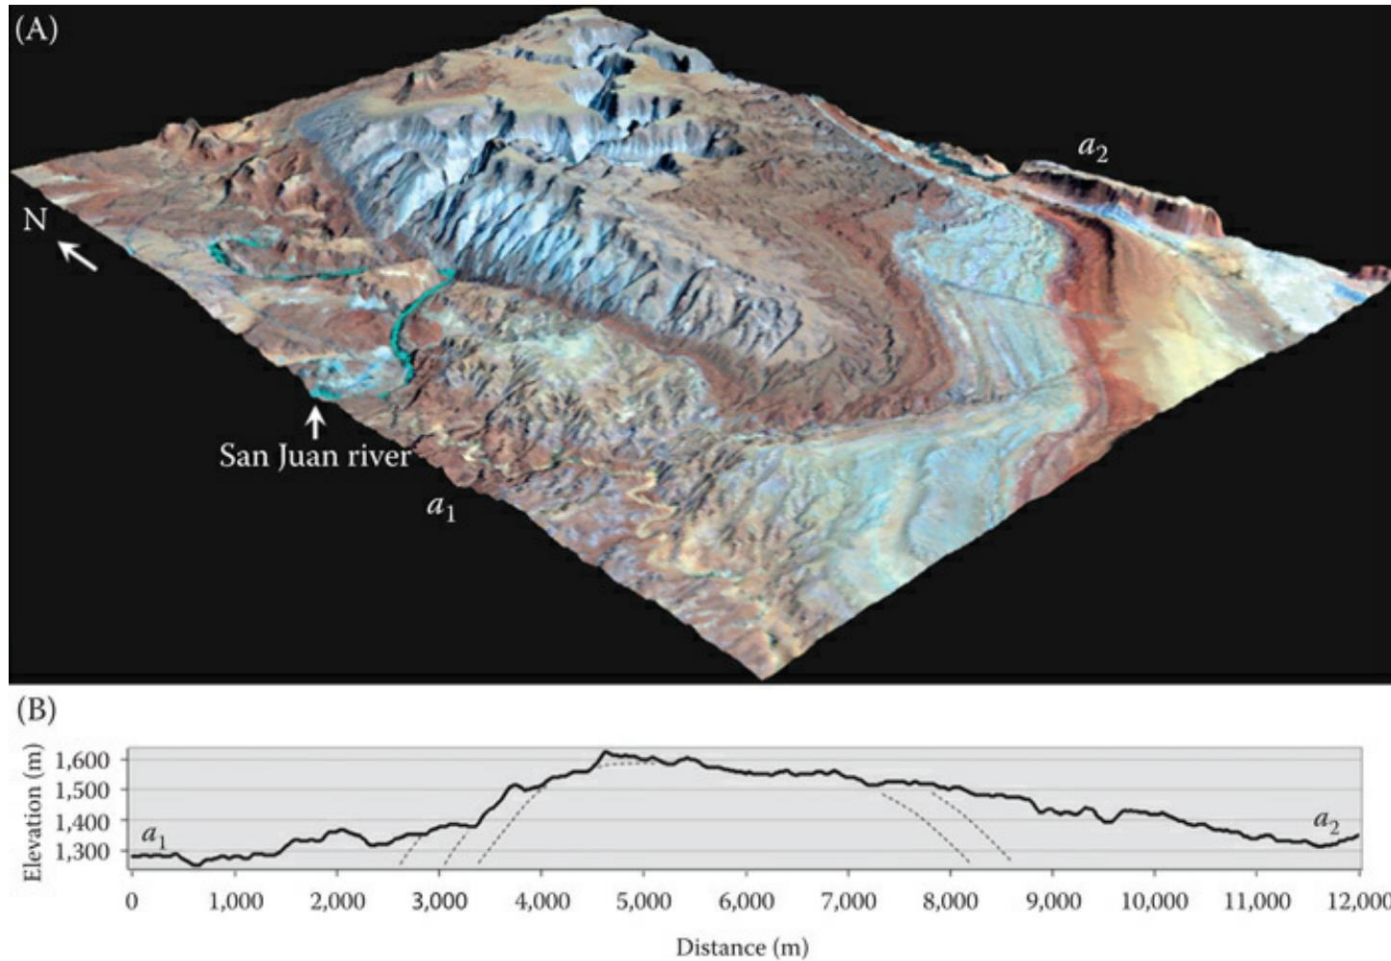 (A)
a2
N
San Juan river
a1
(B)
Elevation (m)
1,600
1,500
1,400
1,300
a1
a2
0 1,000 2,000 3,000 4,000 5,000 6,000 7,000 8,000 9,000 10,000 11,000 12,000
Distance (m)